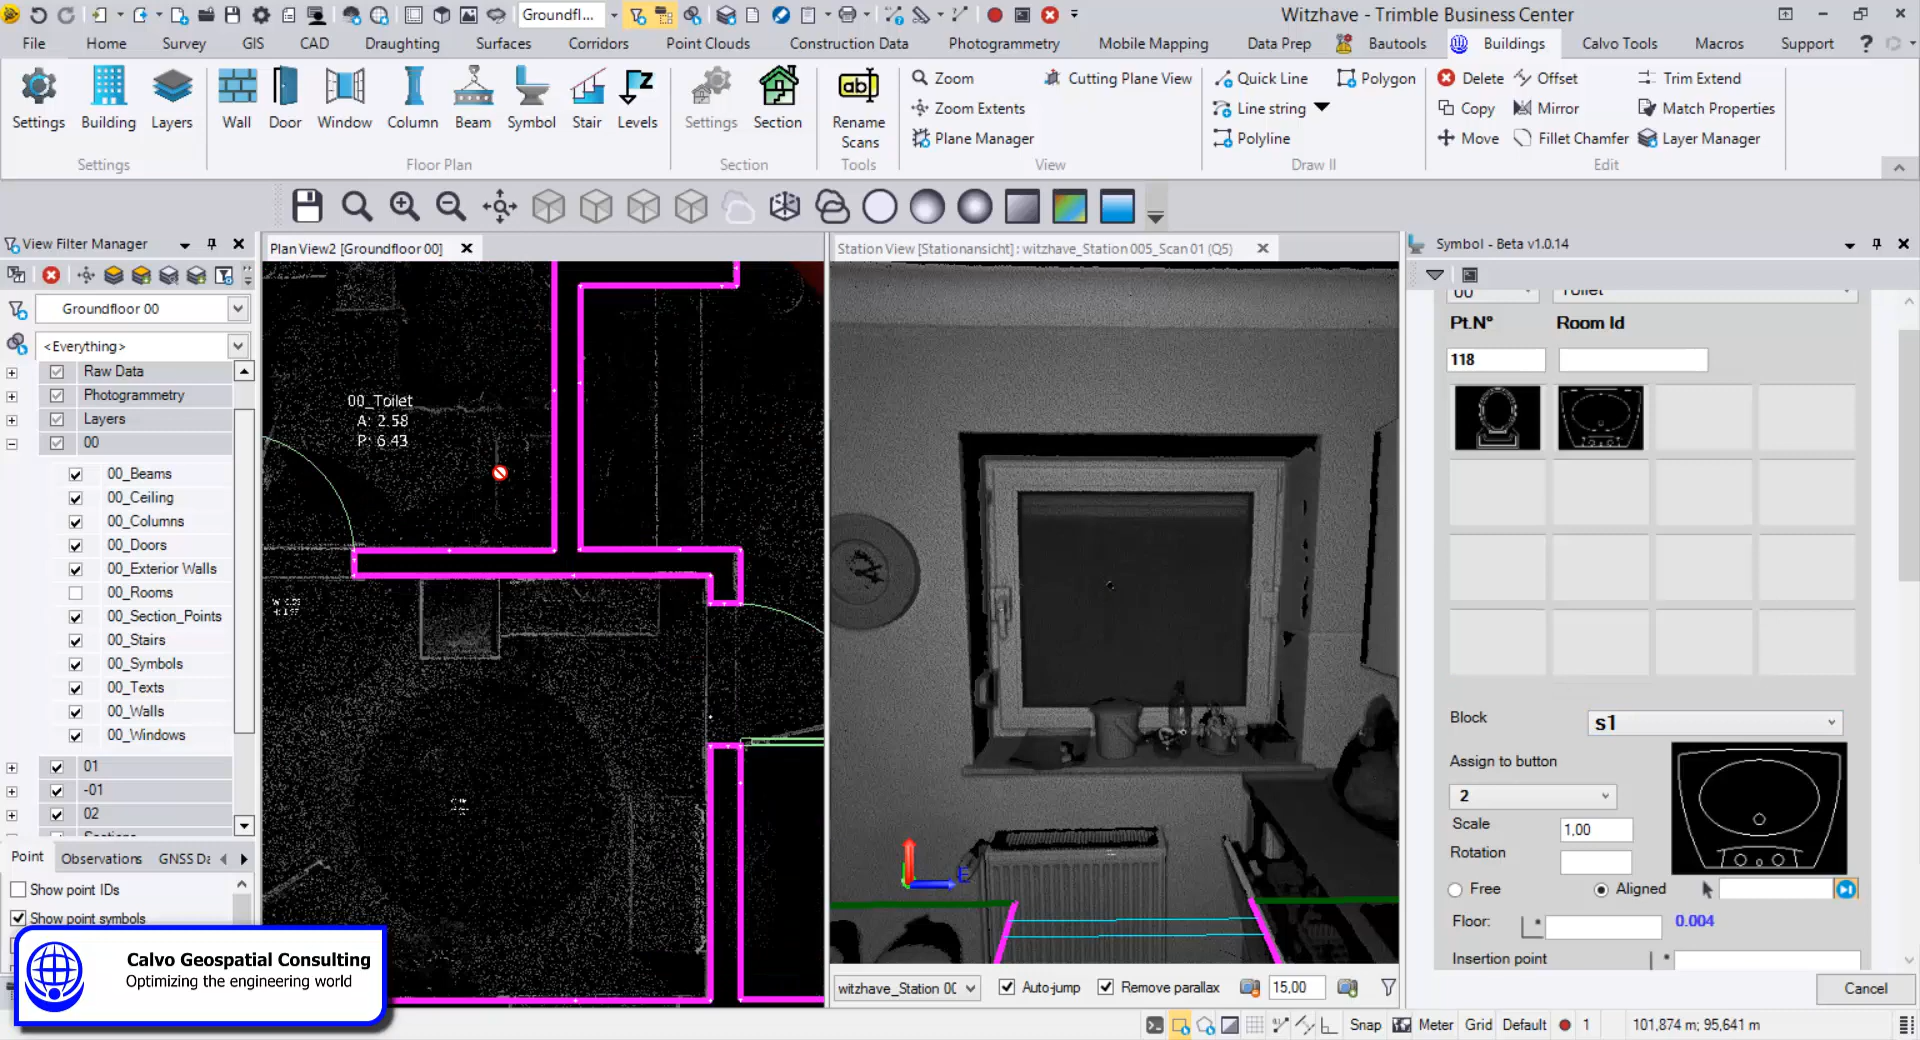 Groundfl...
Witzhave - Trimble Business Center
File
Home
Survey
GIS
CAD
Draughting
Surfaces
Corridors
Point Clouds
Construction Data
Photogrammetry
Mobile Mapping
Data Prep
Bautools
Buildings
Calvo Tools
Macros
Support
Settings
Building
Layers
Wall
Door
Window
Column
Beam
Symbol
Stair
Levels
Settings
Section
Rename
Scans
Zoom
Zoom Extents
Plane Manager
Cutting Plane View
Quick Line
Line string
Polyline
Polygon
Delete
Copy
Move
Offset
Mirror
Fillet Chamfer
Trim Extend
Match Properties
Layer Manager
Settings
Floor Plan
Section
Tools
View
Draw II
Edit
View Filter Manager
Groundfloor 00
<Everything>
Raw Data
Photogrammetry
Layers
00
00_Beams
00_Ceiling
00_Columns
00_Doors
00_Exterior Walls
00_Rooms
00_Section_Points
00_Stairs
00_Symbols
00_Texts
00_Walls
00_Windows
01
-01
02
Point
Observations
GNSS Da
Show point IDs
Show point symbols
Calvo Geospatial Consulting
Optimizing the engineering world
Plan View2 [Groundfloor 00]
00_Toilet
A: 2.58
P: 6.43
Station View [Stationansicht] : witzhave_Station 005_Scan 01 (Q5)
E
witzhave_Station 00
Auto-jump
Remove parallax
15,00
Symbol - Beta v1.0.14
00
Toilet
Pt.N°
Room Id
118
Block
s1
Assign to button
2
Scale
1,00
Rotation
Free
Aligned
Floor:
0.004
Insertion point
Cancel
Snap
Meter
Grid
Default
1
101,874 m; 95,641 m